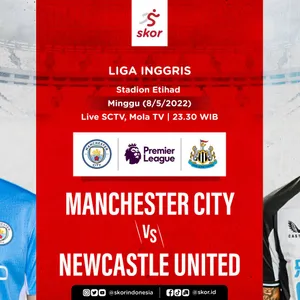 skor
LIGA INGGRIS
Stadion Etihad
Minggu (8/5/2022)
Live SCTV, Mola TV | 23.30 WIB
Premier
League
MANCHESTER CITY
VS
NEWCASTLE UNITED
@skorindonesia
@skor.id